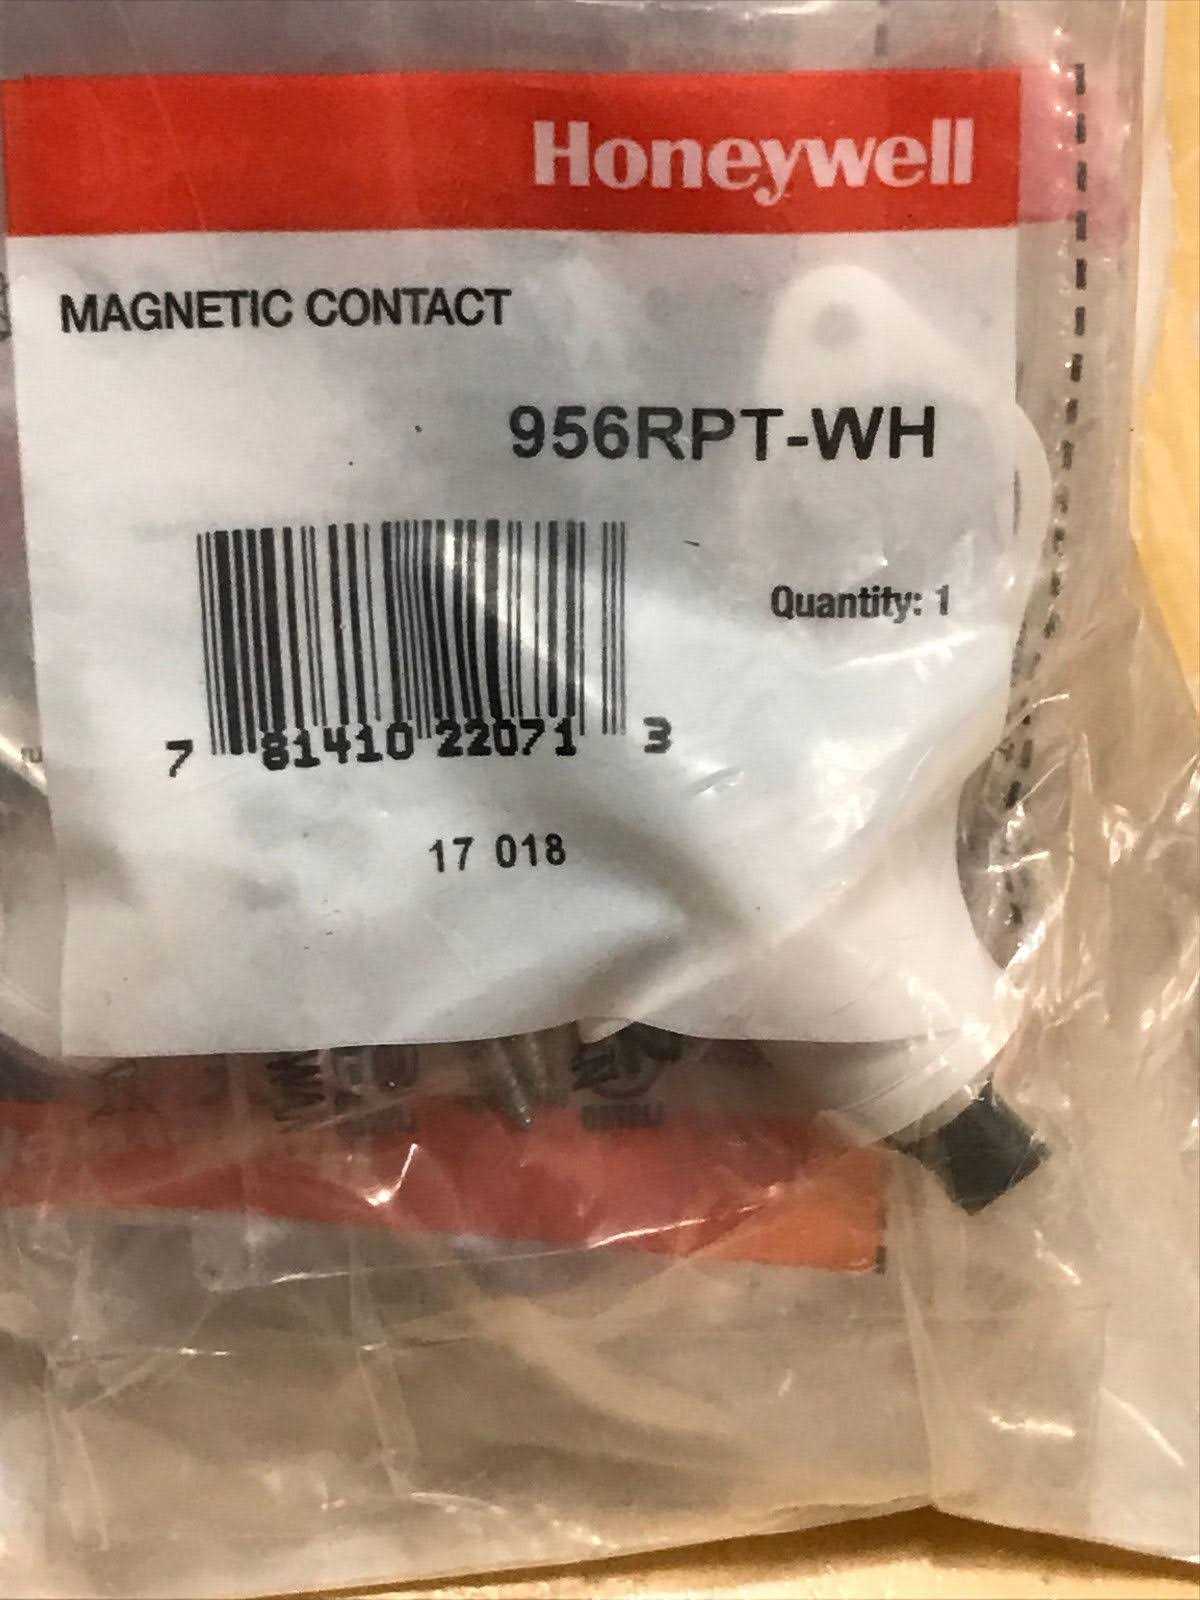 Honeywell
MAGNETIC CONTACT
956RPT-WH
Quantity: 1
7 81410 22071 3
17 018